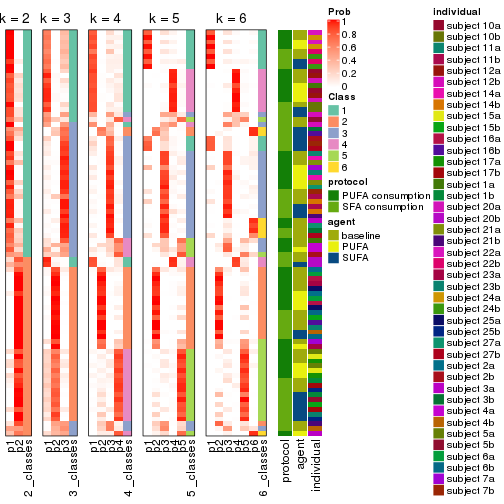 k = 2
k = 3
k = 4
k = 5
k = 6
Prob
1
0.8
0.6
0.4
0.2
0
Class
1
2
3
4
5
6
protocol
PUFA consumption
SFA consumption
agent
baseline
PUFA
SUFA
individual
subject 10a
subject 10b
subject 11a
subject 11b
subject 12a
subject 12b
subject 14a
subject 14b
subject 15a
subject 15b
subject 16a
subject 16b
subject 17a
subject 17b
subject 1a
subject 1b
subject 20a
subject 20b
subject 21a
subject 21b
subject 22a
subject 22b
subject 23a
subject 23b
subject 24a
subject 24b
subject 25a
subject 25b
subject 27a
subject 27b
subject 2a
subject 2b
subject 3a
subject 3b
subject 4a
subject 4b
subject 5a
subject 5b
subject 6a
subject 6b
subject 7a
subject 7b
p1
p2
2_classes
p1
p2
p3
3_classes
p1
p2
p3
p4
4_classes
p1
p2
p3
p4
p5
5_classes
p1
p2
p3
p4
p5
p6
6_classes
protocol
agent
individual